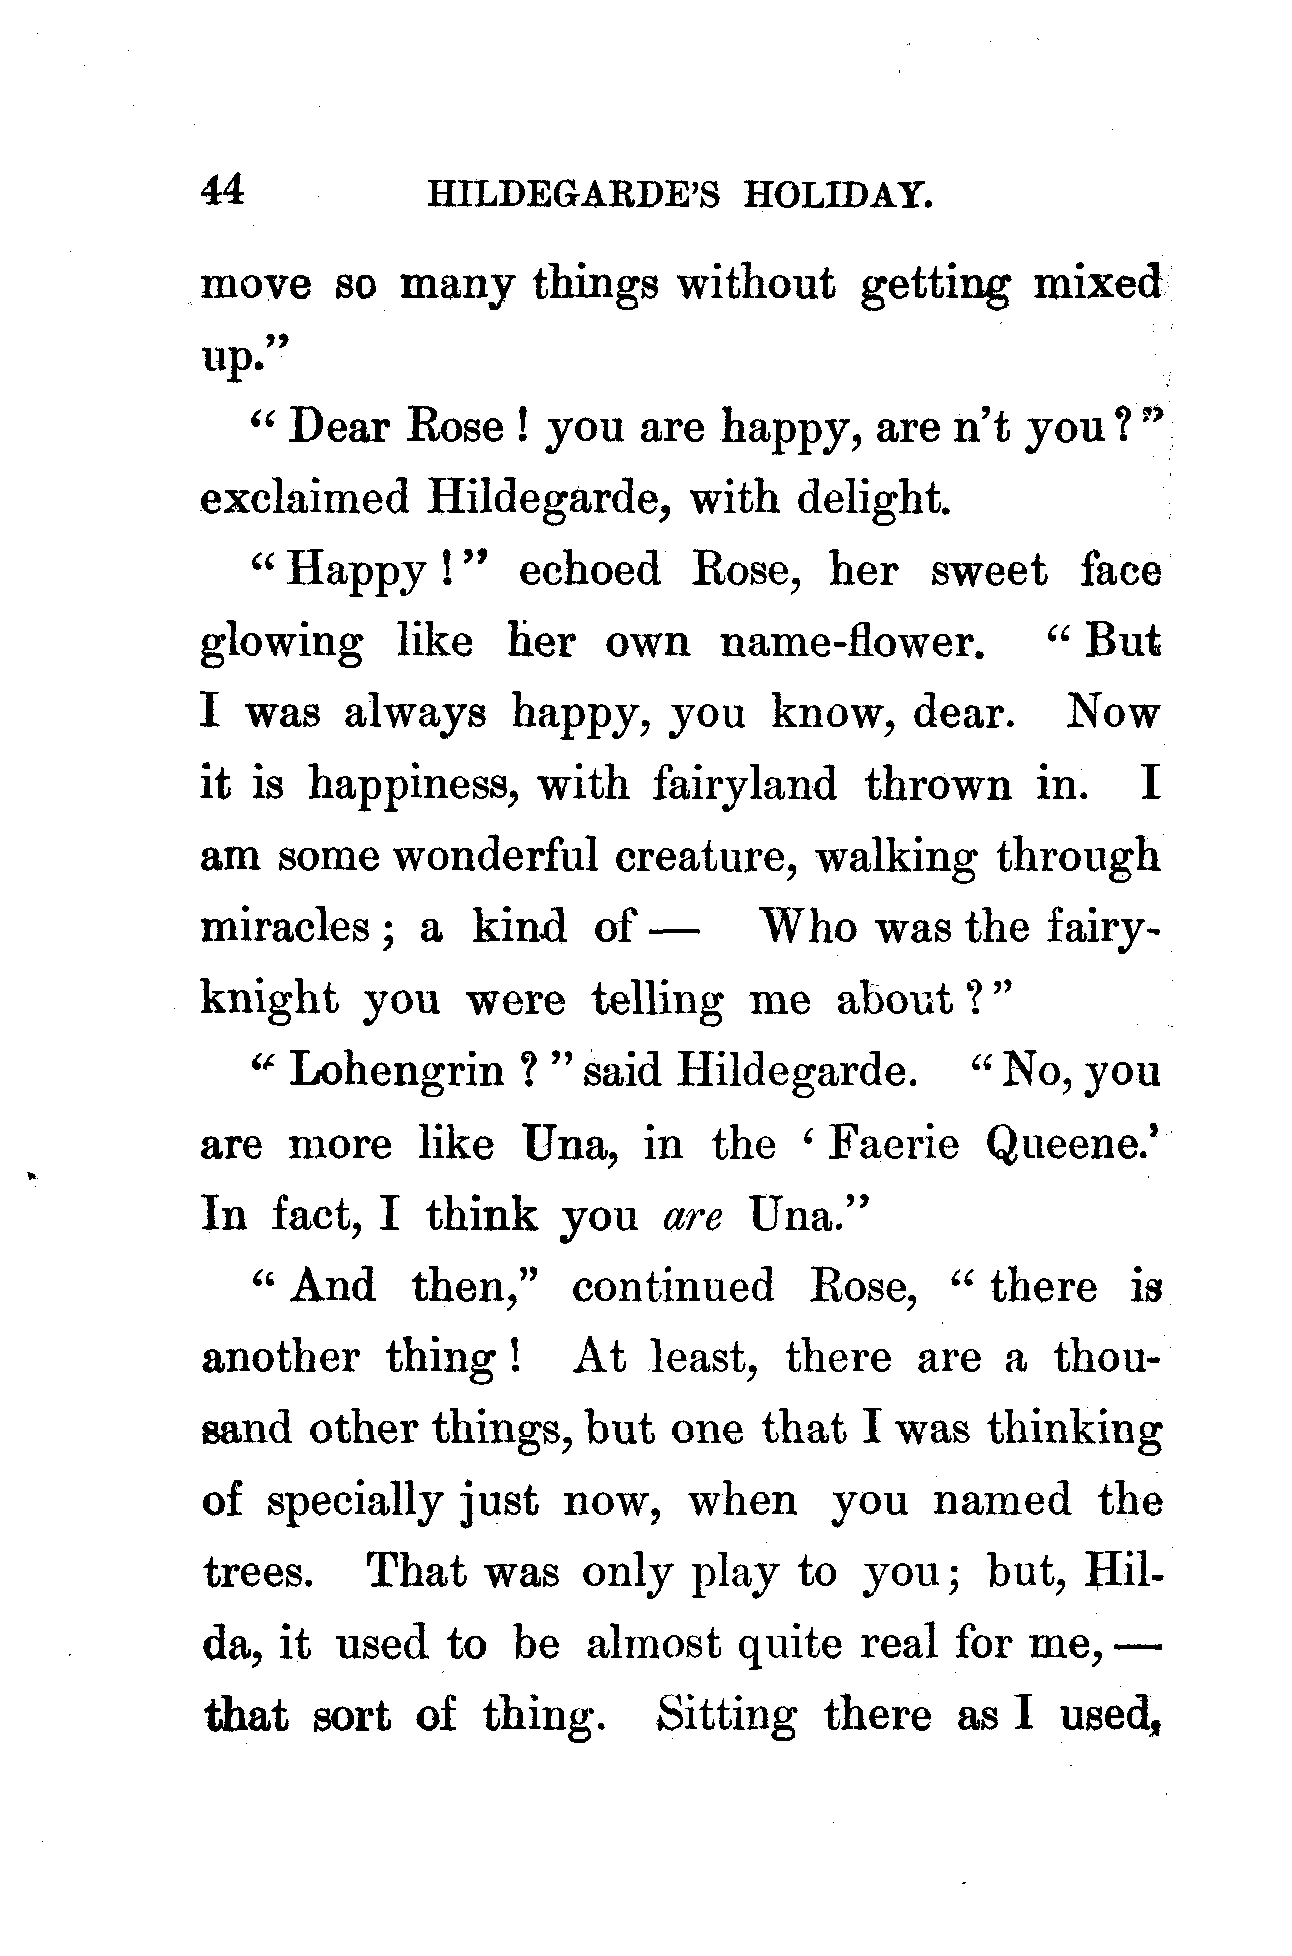 44 HILDEGARDE'S HOLIDAY.
move so many things without getting mixed
up."
" Dear Rose ! you are happy, are n't you ? "
exclaimed Hildegarde, with delight.
" Happy ! " echoed Rose, her sweet face
glowing like her own name-flower. " But
I was always happy, you know, dear. Now
it is happiness, with fairyland thrown in. I
am some wonderful creature, walking through
miracles ; a kind of — Who was the fairy-
knight you were telling me about ? "
" Lohengrin ? " said Hildegarde. " No, you
are more like Una, in the ' Faerie Queene.'
In fact, I think you are Una."
" And then," continued Rose, " there is
another thing ! At least, there are a thou-
sand other things, but one that I was thinking
of specially just now, when you named the
trees. That was only play to you ; but, Hil-
da, it used to be almost quite real for me, —
that sort of thing. Sitting there as I used,